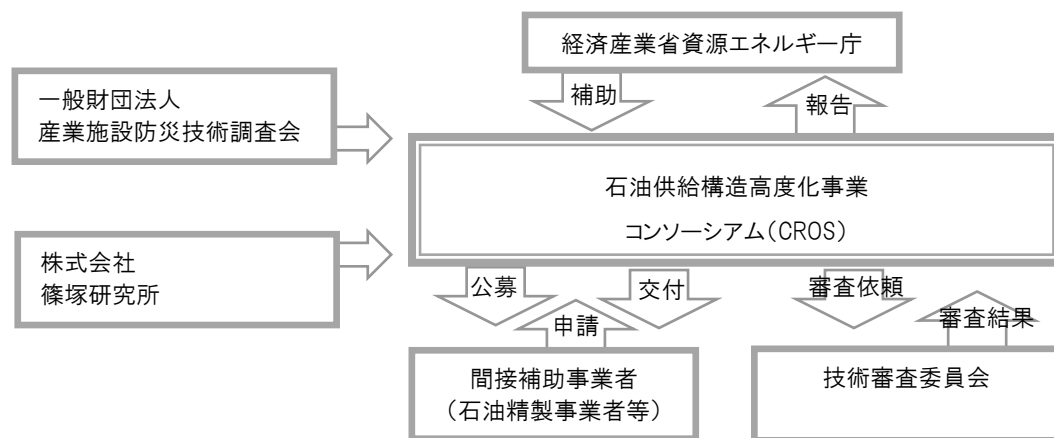 経済産業省資源エネルギー庁
補助
報告
一般財団法人
産業施設防災技術調査会
石油供給構造高度化事業
コンソーシアム(CROS)
株式会社
篠塚研究所
公募
申請
交付
審査依頼
審査結果
間接補助事業者
(石油精製事業者等)
技術審査委員会